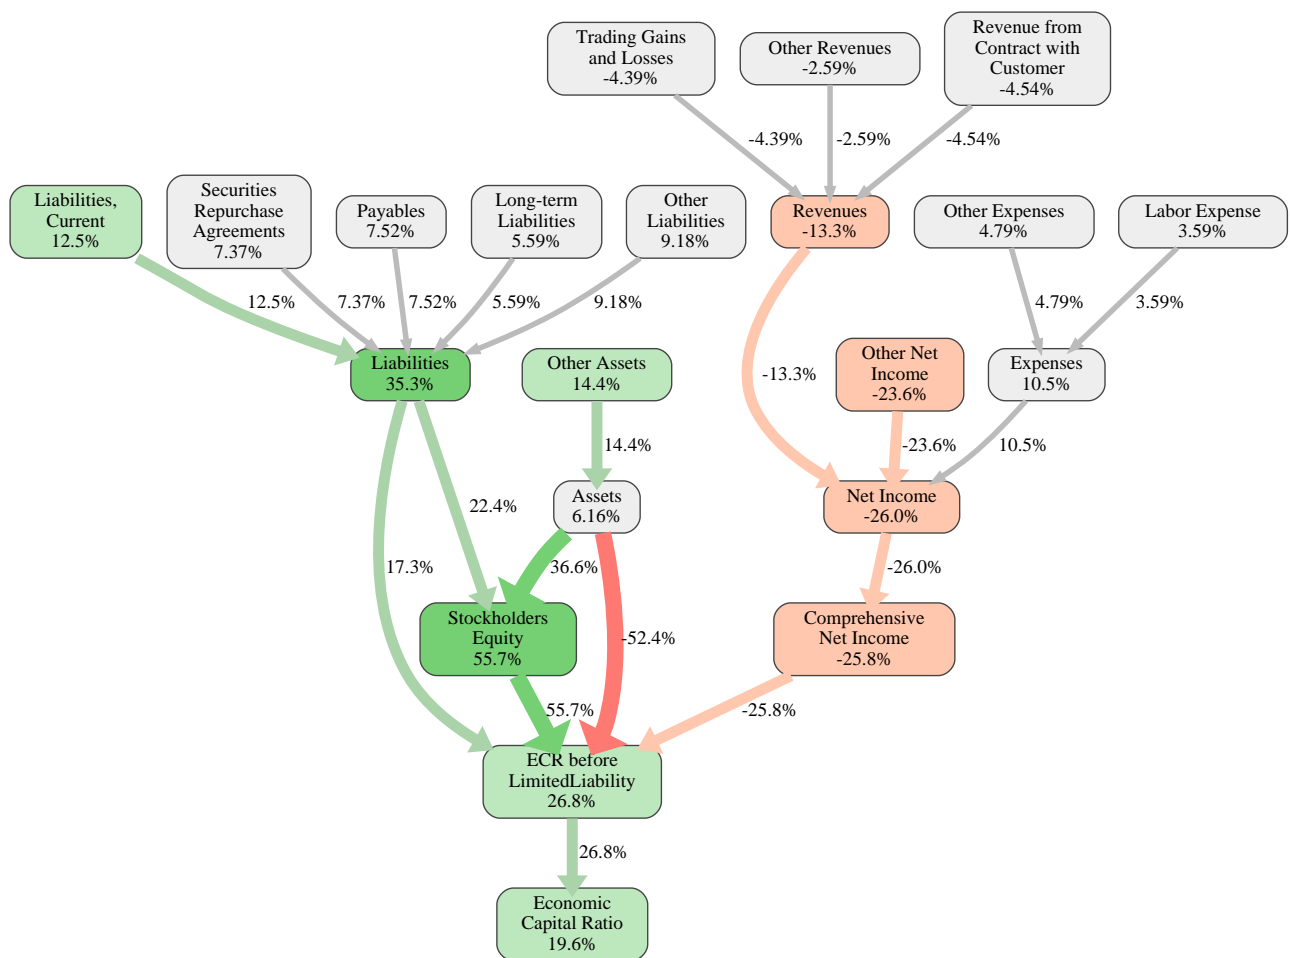 Trading Gains
and Losses
-4.39%
Other Revenues
-2.59%
Revenue from
Contract with
Customer
-4.54%
-4.39%
-2.59%
-4.54%
Liabilities,
Current
12.5%
Securities
Repurchase
Agreements
7.37%
Payables
7.52%
Long-term
Liabilities
5.59%
Other
Liabilities
9.18%
Revenues
-13.3%
Other Expenses
4.79%
Labor Expense
3.59%
12.5%
7.37%
7.52%
5.59%
9.18%
4.79%
3.59%
Liabilities
35.3%
Other Assets
14.4%
-13.3%
Other Net
Income
-23.6%
Expenses
10.5%
14.4%
-23.6%
10.5%
22.4%
Assets
6.16%
Net Income
-26.0%
17.3%
36.6%
-26.0%
Stockholders
Equity
55.7%
-52.4%
Comprehensive
Net Income
-25.8%
55.7%
-25.8%
ECR before
LimitedLiability
26.8%
26.8%
Economic
Capital Ratio
19.6%